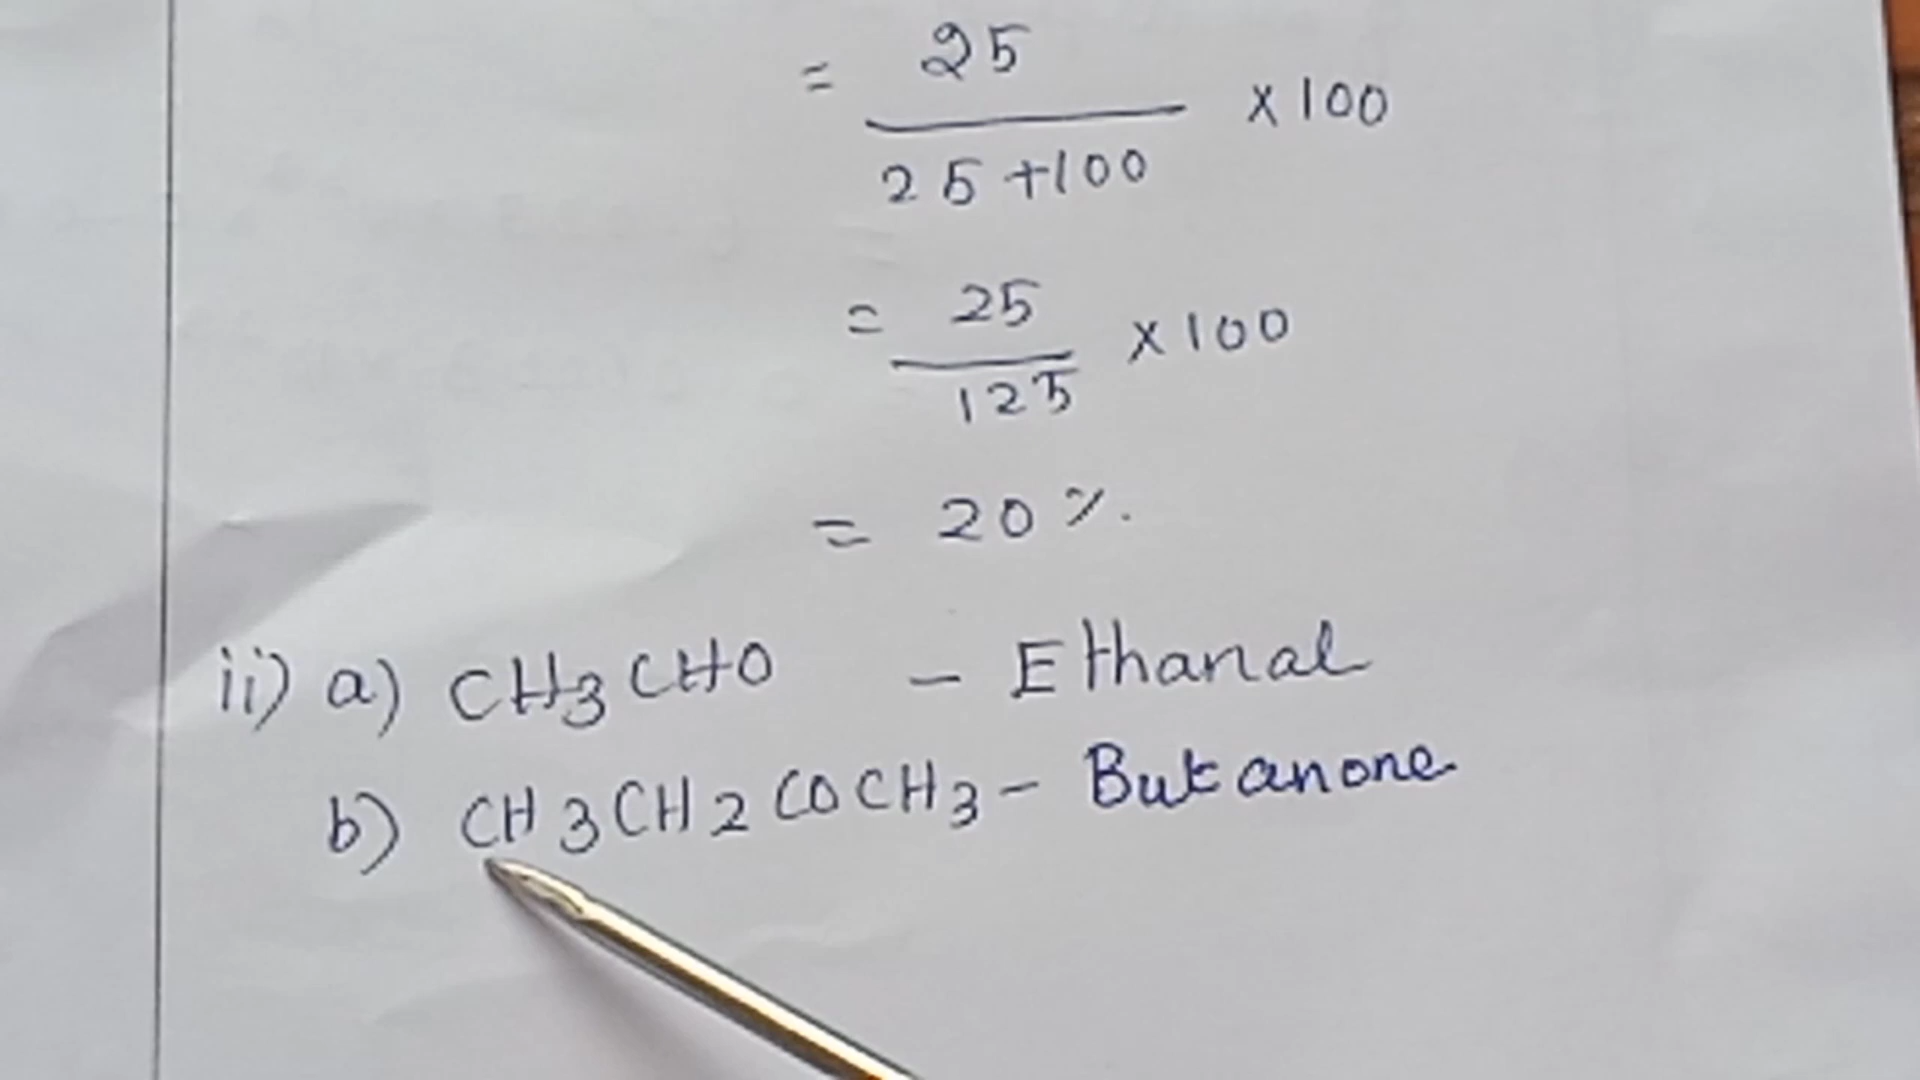 = 25 / 25+100 × 100
= 25 / 125 × 100
= 20 %.
ii) a) CH3CHO - Ethanal
b) CH3CH2COCH3 - Butanone